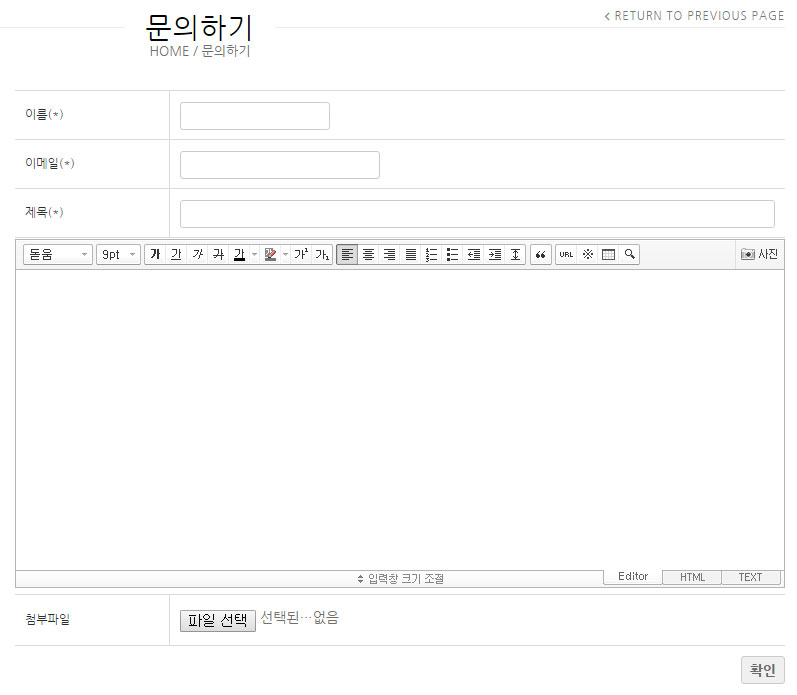 < RETURN TO PREVIOUS PAGE
문의하기
HOME / 문의하기
이름(*)
이메일(*)
제목(*)
돋움 9pt 가 가 가 가 가 가¹ 가₁ URL ※ 사진
입력창 크기 조절 Editor HTML TEXT
첨부파일 파일 선택 선택된…없음
확인